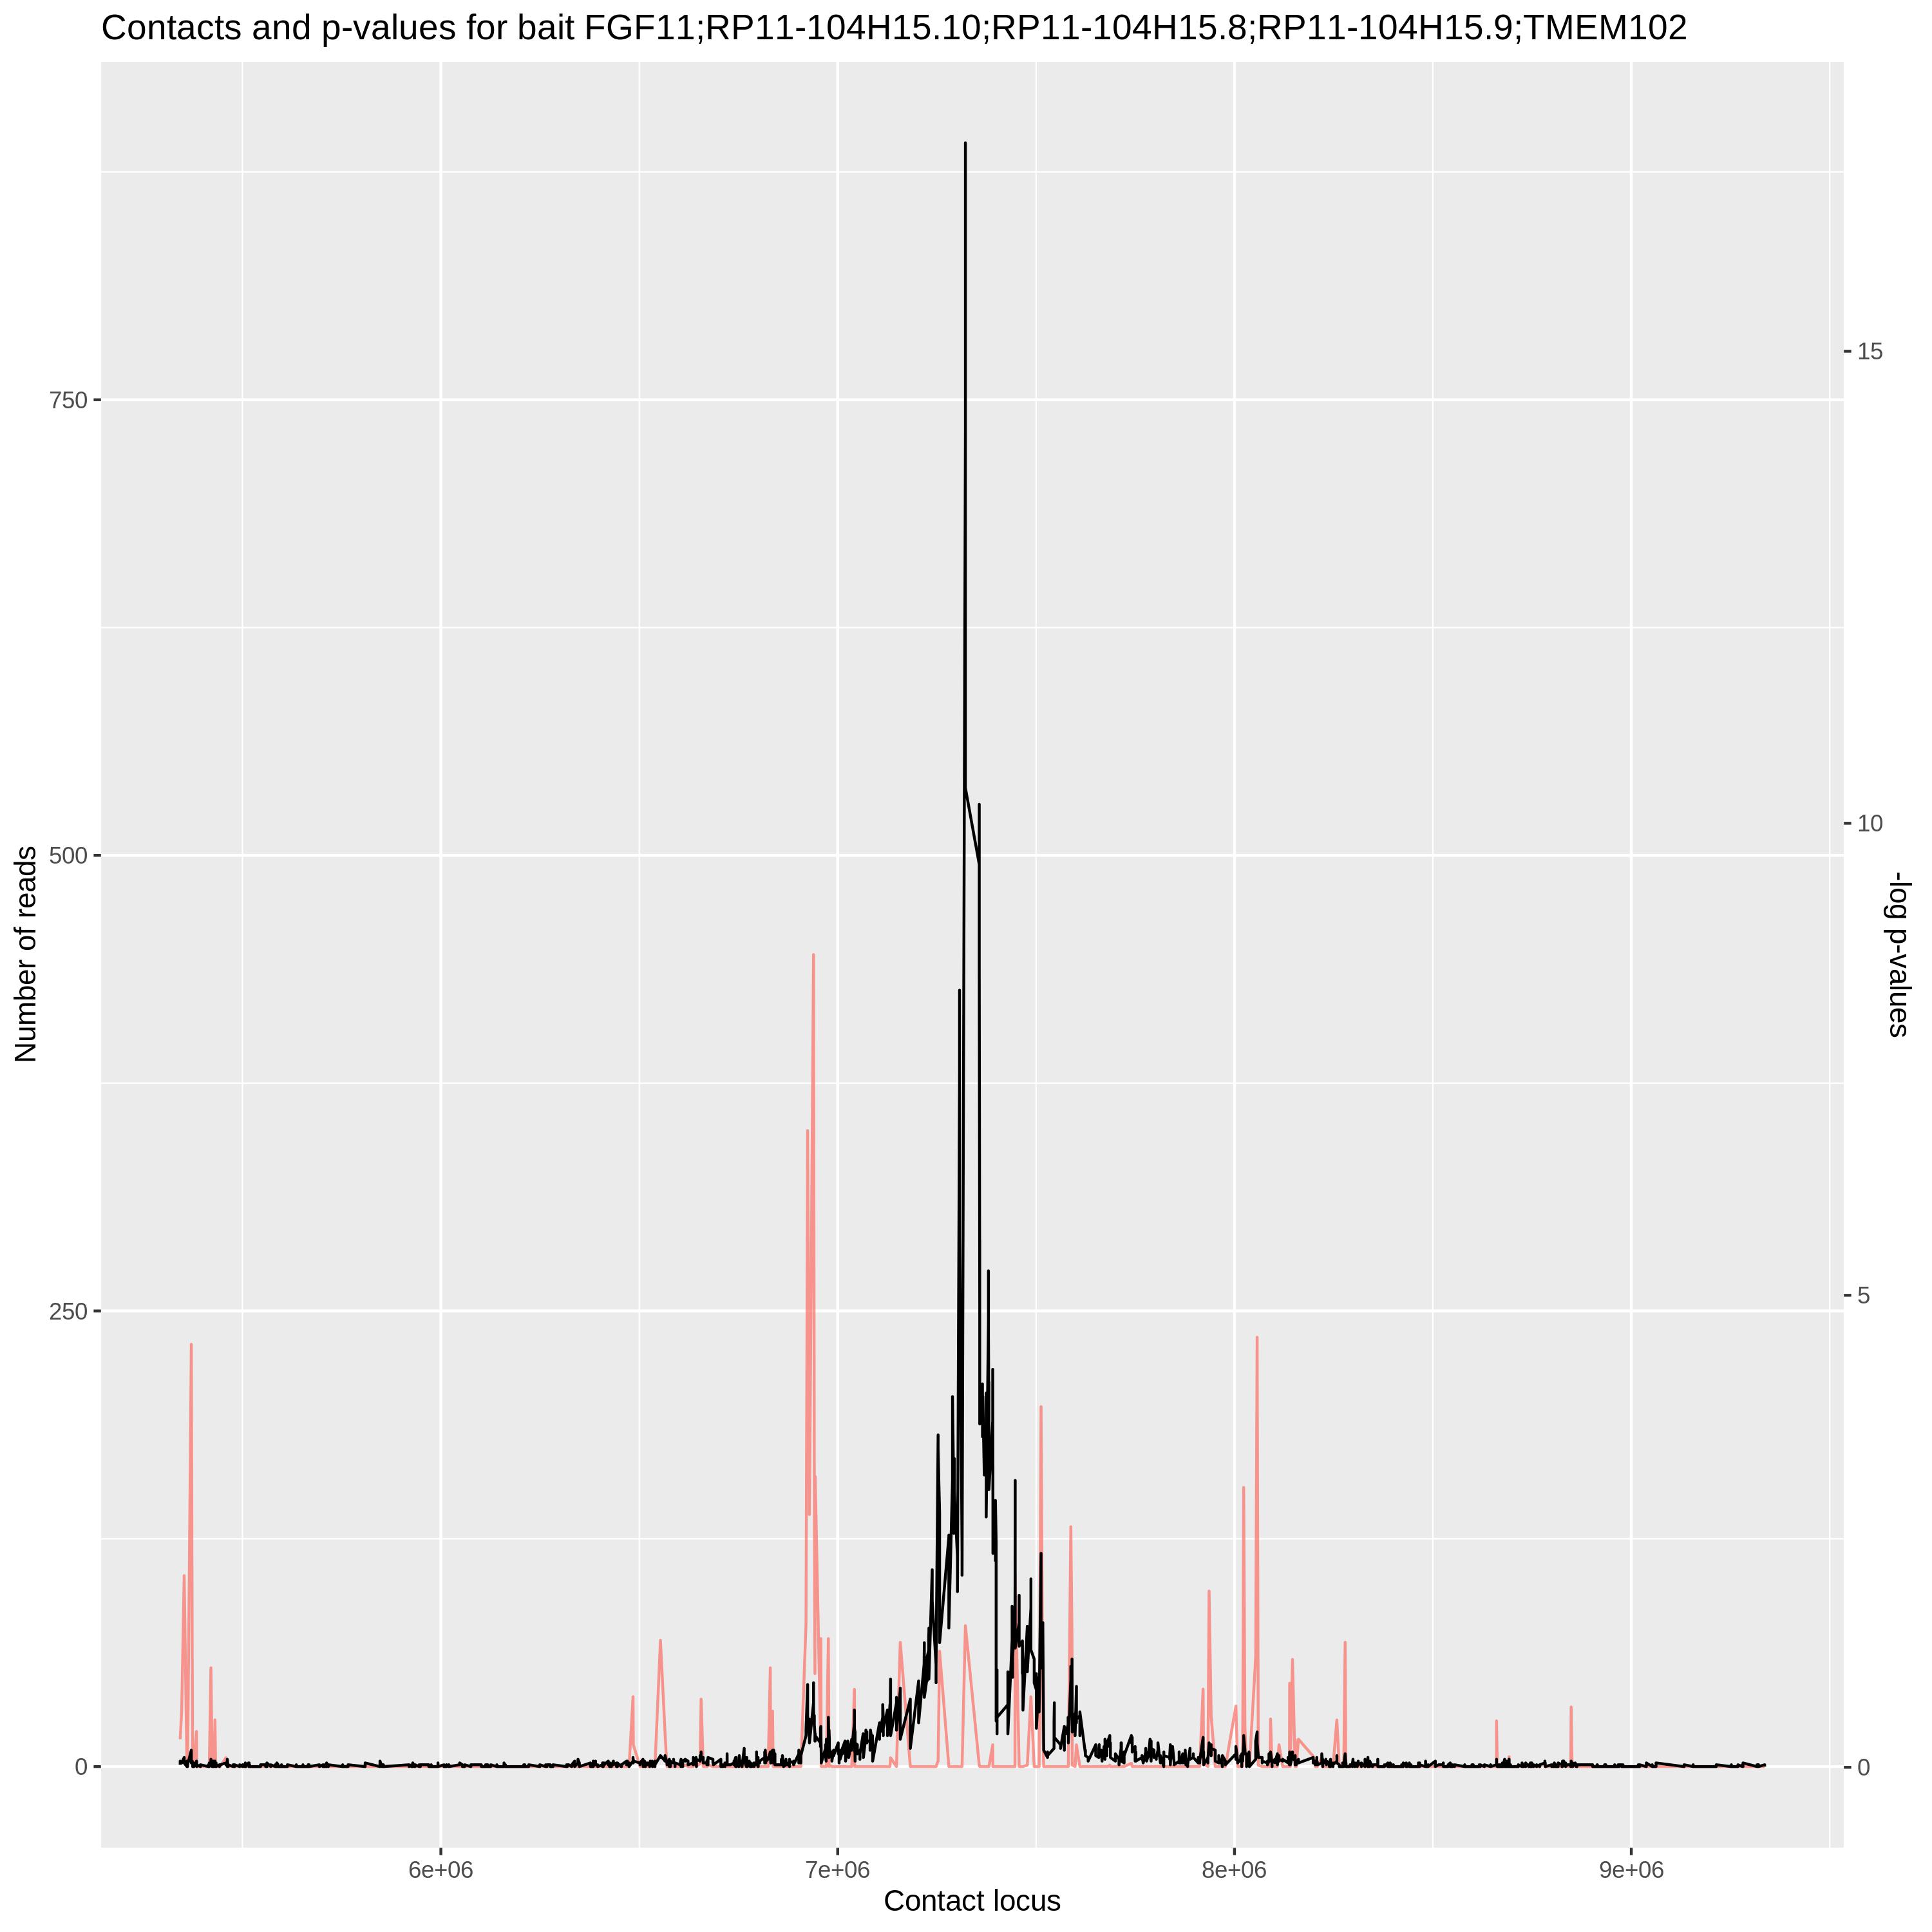 Contacts and p-values for bait FGF11;RP11-104H15.10;RP11-104H15.8;RP11-104H15.9;TMEM102
Number of reads
750
500
250
0
15
10
5
0
-log p-values
6e+06
7e+06
8e+06
9e+06
Contact locus